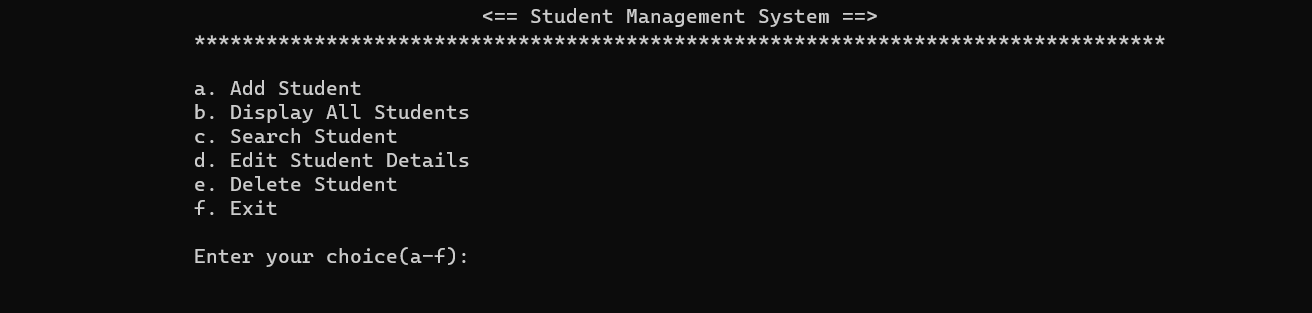 <== Student Management System ==>
*********************************************************************************
a. Add Student
b. Display All Students
c. Search Student
d. Edit Student Details
e. Delete Student
f. Exit
Enter your choice(a-f):